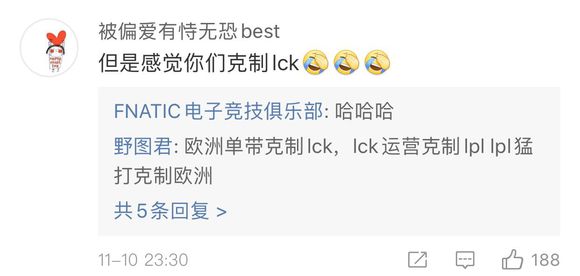 被偏爱有恃无恐best
但是感觉你们克制lck🤣🤣🤣
FNATIC电子竞技俱乐部: 哈哈哈
野图君: 欧洲单带克制lck，lck运营克制lpl lpl猛
打克制欧洲
共5条回复 >
11-10 23:30
188